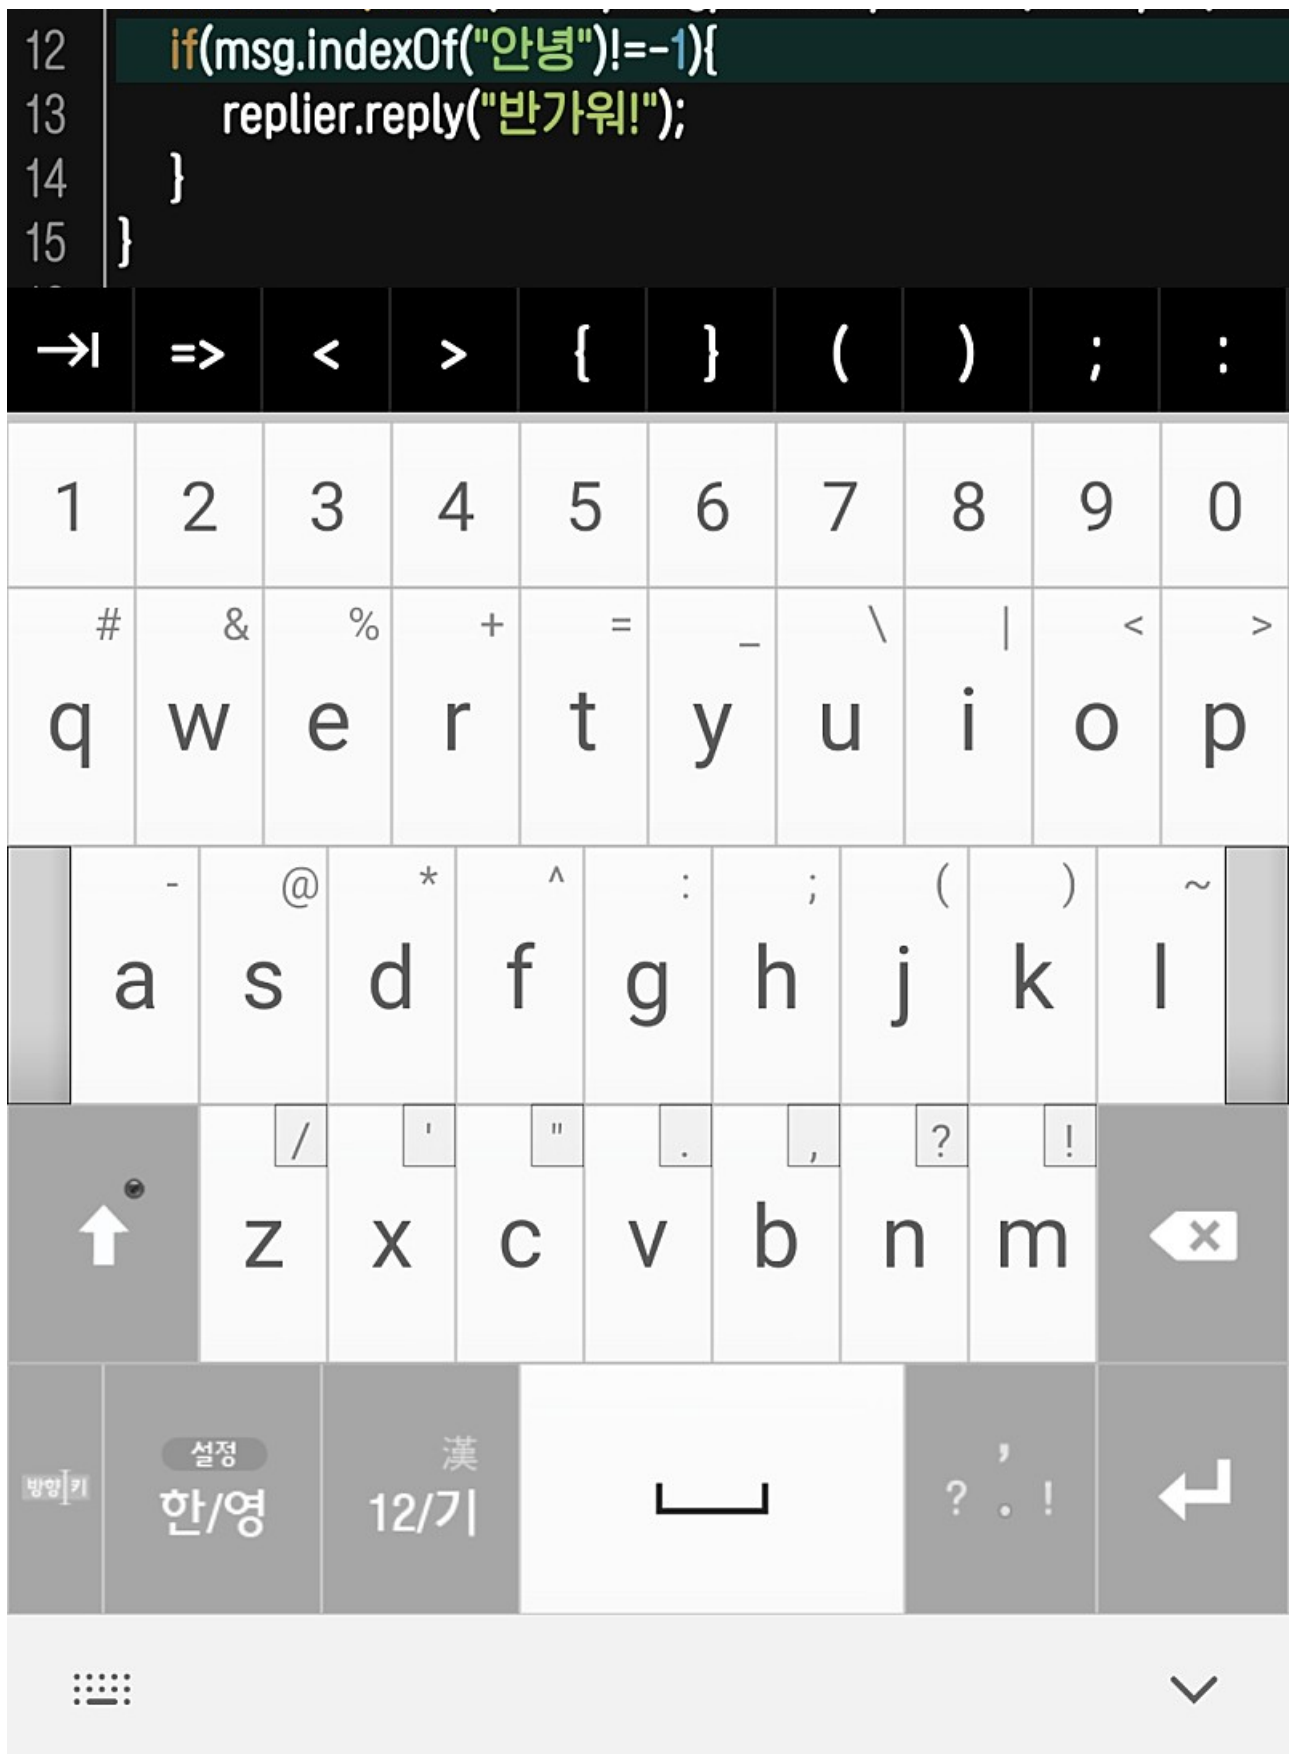 12 if(msg.indexOf("안녕")!=-1){
13 replier.reply("반가워!");
14 }
15 }
=> < > { } ( ) ; :
1 2 3 4 5 6 7 8 9 0
# & % + = _ \ | < >
q w e r t y u i o p
- @ * ^ : ; ( ) ~
a s d f g h j k l
/ ' " . , ? !
z x c v b n m
설정 漢 ,
방향키 한/영 12/기 ? . !